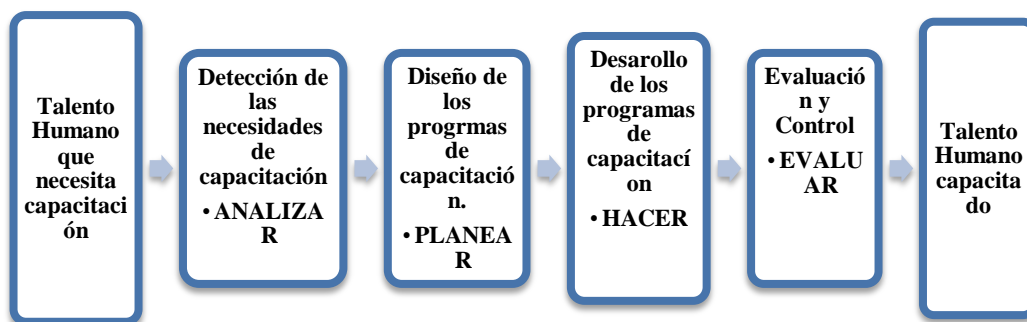 Talento
Humano
que
necesita
capacitaci
ón
Detección de
las
necesidades
de
capacitación
• ANALIZA
R
Diseño de
los
progrmas
de
capacitació
n.
• PLANEA
R
Desarollo
de los
programas
de
capacitací
on
• HACER
Evaluació
n y
Control
• EVALU
AR
Talento
Humano
capacita
do